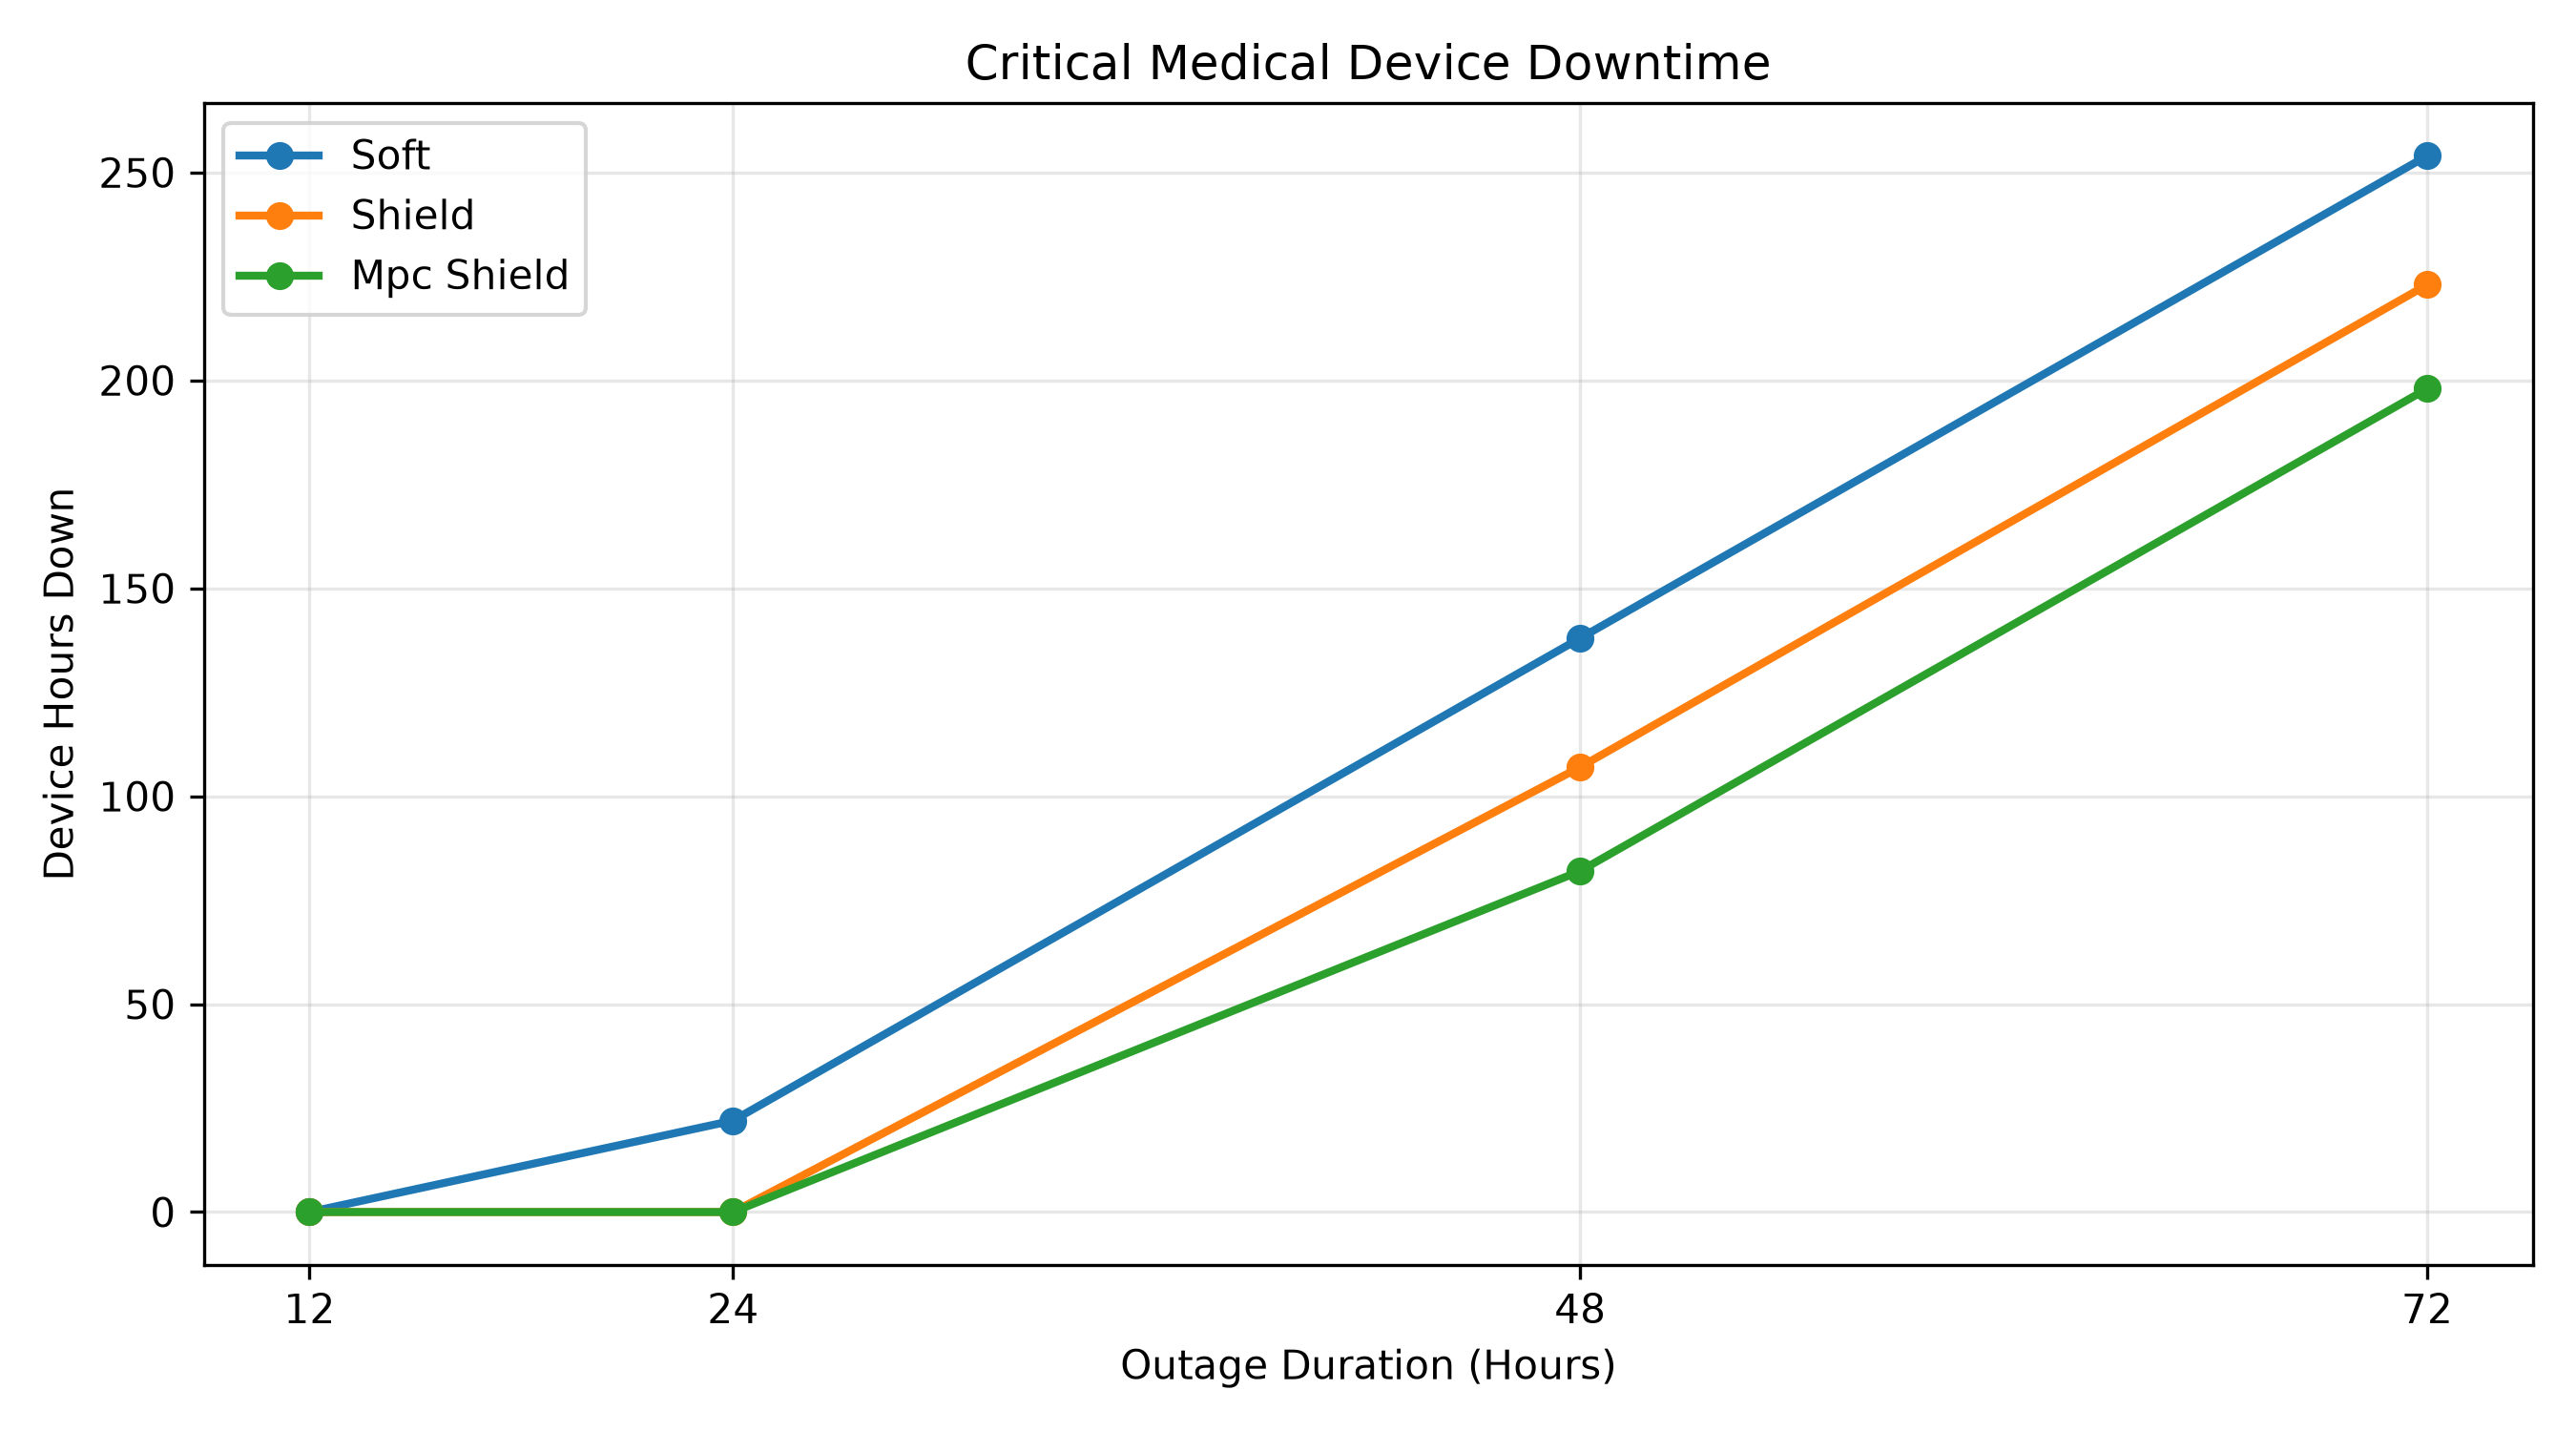 Critical Medical Device Downtime
Soft
Shield
Mpc Shield
Device Hours Down
250
200
150
100
50
0
12 24 48 72
Outage Duration (Hours)